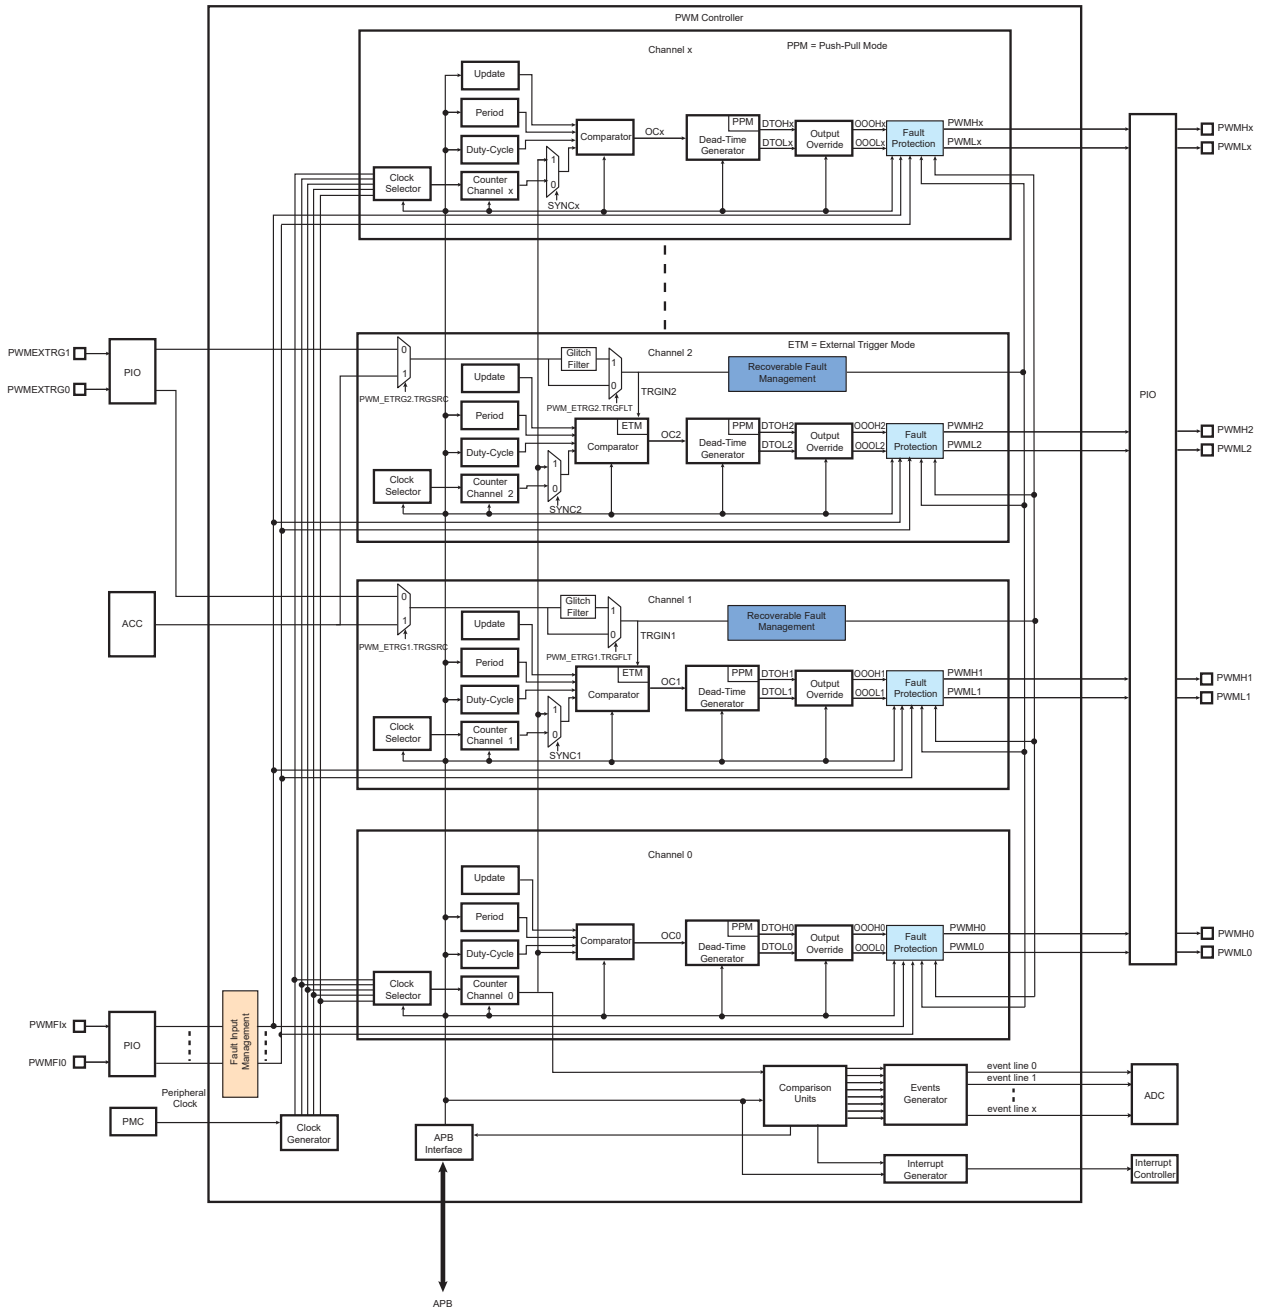 PWM Controller
Channel x
PPM = Push-Pull Mode
Update
Period
Duty-Cycle
Clock
Selector
Counter
Channel x
1
0
SYNCx
Comparator
OCx
PPM
Dead-Time
Generator
DTOHx
DTOLx
Output
Override
OOOHx
OOOLx
Fault
Protection
PWMHx
PWMLx
PWMHx
PWMLx
PWMEXTRG1
PWMEXTRG0
PIO
0
1
PWM_ETRG2.TRGSRC
Glitch
Filter
1
0
PWM_ETRG2.TRGFLT
Channel 2
ETM = External Trigger Mode
Recoverable Fault
Management
TRGIN2
Update
Period
Duty-Cycle
Clock
Selector
Counter
Channel 2
1
0
SYNC2
ETM
Comparator
OC2
PPM
Dead-Time
Generator
DTOH2
DTOL2
Output
Override
OOOH2
OOOL2
Fault
Protection
PWMH2
PWML2
PIO
PWMH2
PWML2
ACC
0
1
PWM_ETRG1.TRGSRC
Glitch
Filter
1
0
PWM_ETRG1.TRGFLT
Channel 1
Recoverable Fault
Management
TRGIN1
Update
Period
Duty-Cycle
Clock
Selector
Counter
Channel 1
1
0
SYNC1
ETM
Comparator
OC1
PPM
Dead-Time
Generator
DTOH1
DTOL1
Output
Override
OOOH1
OOOL1
Fault
Protection
PWMH1
PWML1
PWMH1
PWML1
Channel 0
Update
Period
Duty-Cycle
Clock
Selector
Counter
Channel 0
Comparator
OC0
PPM
Dead-Time
Generator
DTOH0
DTOL0
Output
Override
OOOH0
OOOL0
Fault
Protection
PWMH0
PWML0
PWMH0
PWML0
PWMFIx
PWMFI0
PIO
Fault Input
Management
Peripheral
Clock
PMC
Clock
Generator
APB
Interface
Comparison
Units
Events
Generator
event line 0
event line 1
event line x
ADC
Interrupt
Generator
Interrupt
Controller
APB